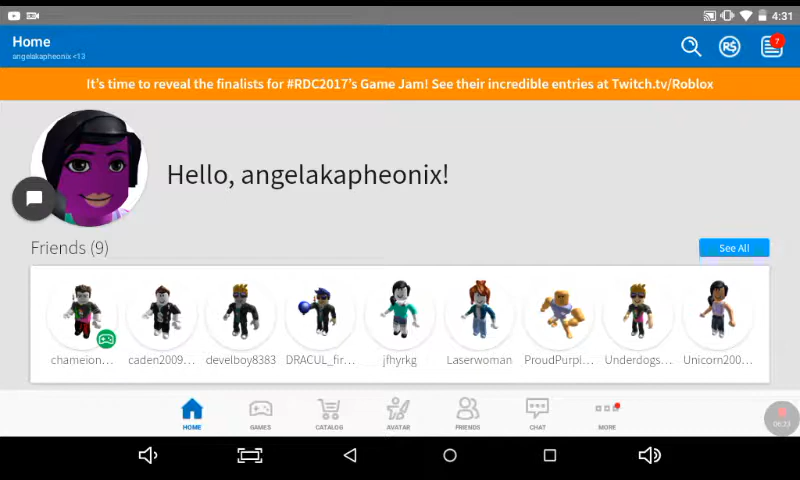 4:31
Home
angelakapheonix <13
R$
7
It's time to reveal the finalists for #RDC2017's Game Jam! See their incredible entries at Twitch.tv/Roblox
Hello, angelakapheonix!
Friends (9)
See All
chameion...
caden2009...
develboy8383
DRACUL_fir...
jfhyrkg
Laserwoman
ProudPurpl...
Underdogs...
Unicorn200...
HOME
GAMES
CATALOG
AVATAR
FRIENDS
CHAT
MORE